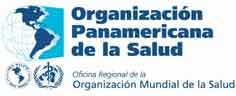 Organización
Panamericana
de la Salud
Oficina Regional de la
Organización Mundial de la Salud